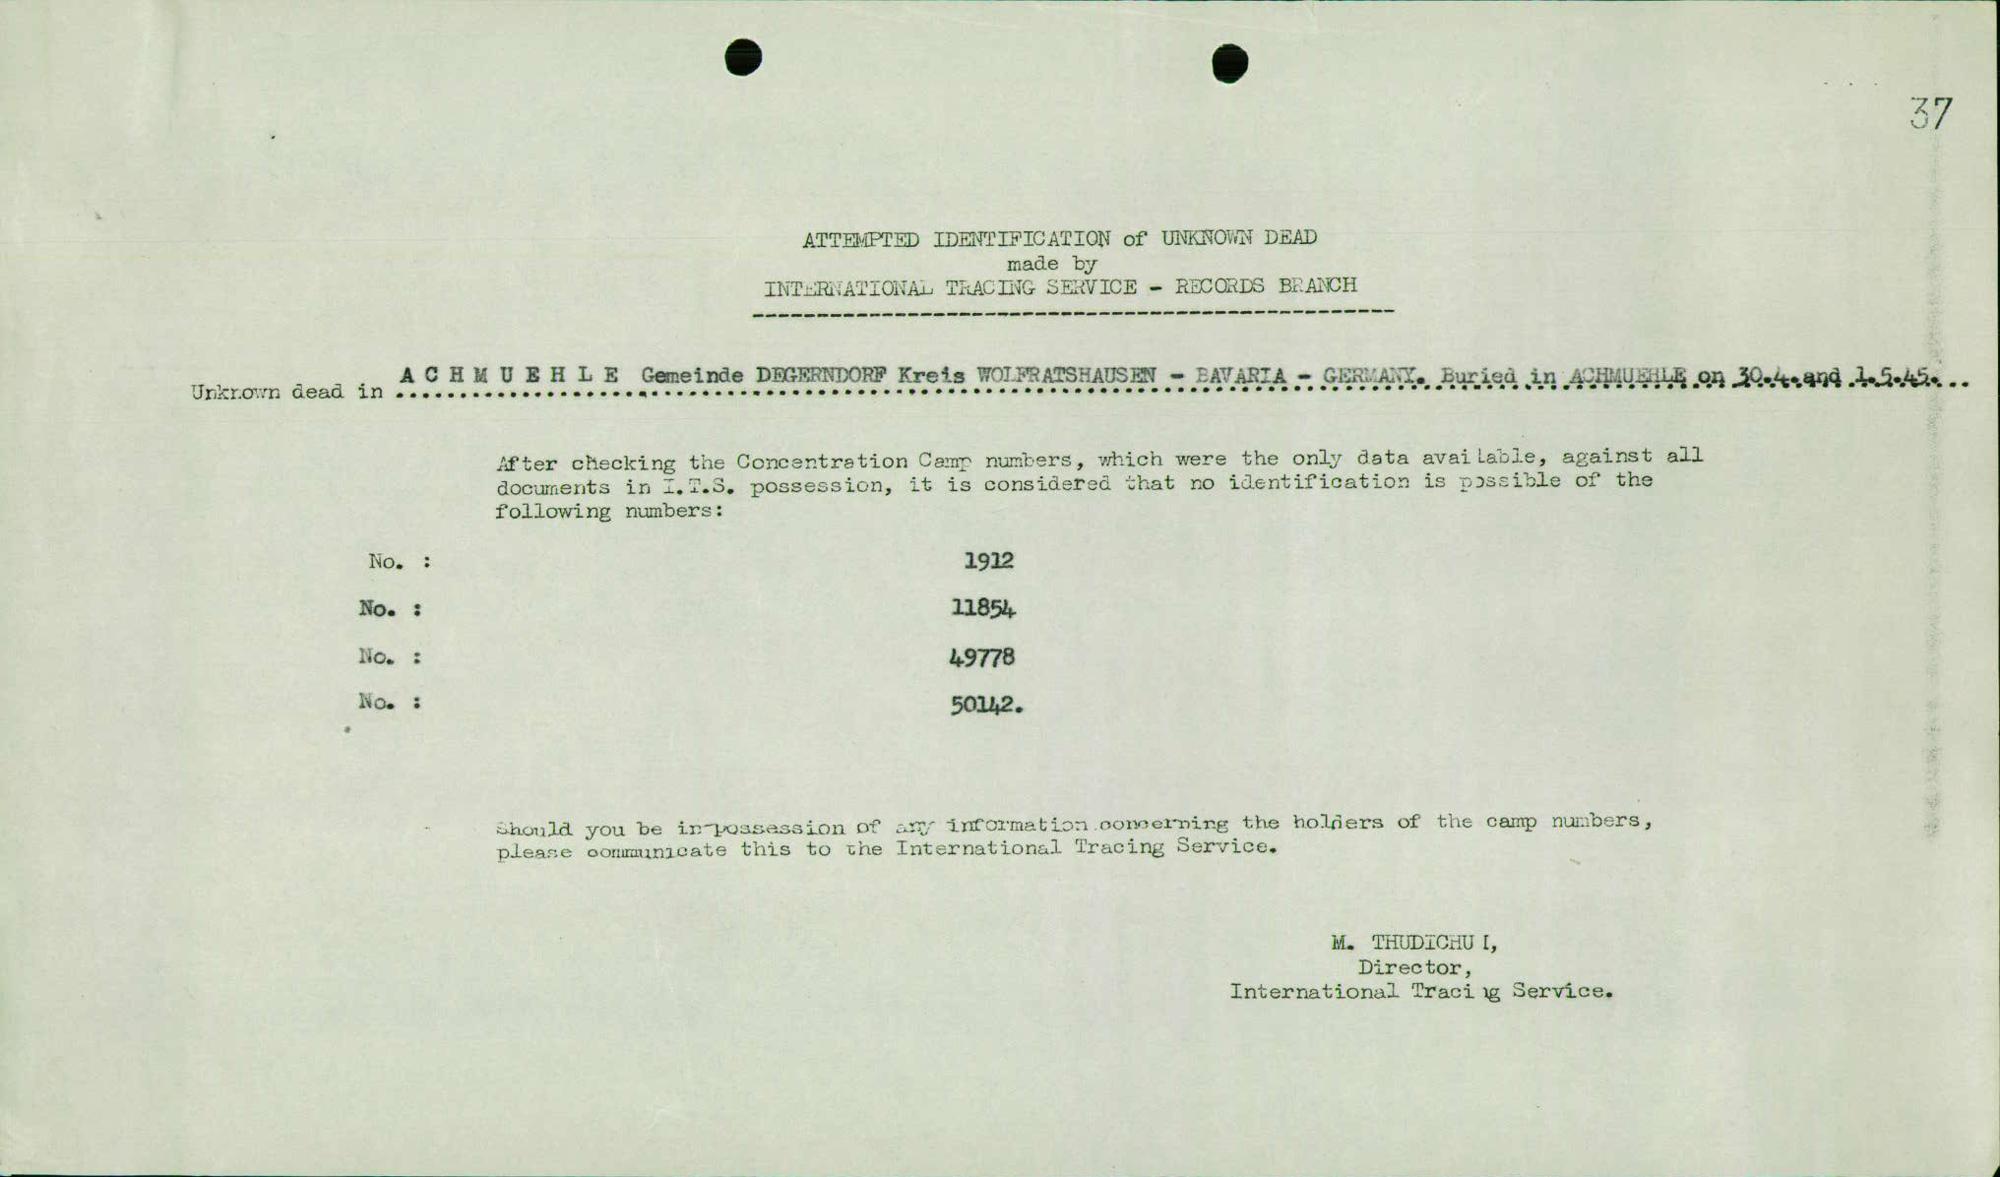 37
ATTEMPTED IDENTIFICATION of UNKNOWN DEAD
made by
INTERNATIONAL TRACING SERVICE - RECORDS BRANCH
Unknown dead in A C H M U E H L E Gemeinde DEGERNDORF Kreis WOLFRATSHAUSEN - BAVARIA - GERMANY. Buried in ACHMUEHLE on 30.4. and 1.5.45.
After checking the Concentration Camp numbers, which were the only data available, against all
documents in I.T.S. possession, it is considered that no identification is possible of the
following numbers:
No. : 1912
No. : 11854
No. : 49778
No. : 50142.
Should you be in possession of any information concerning the holders of the camp numbers,
please communicate this to the International Tracing Service.
M. THUDICHUM,
Director,
International Tracing Service.